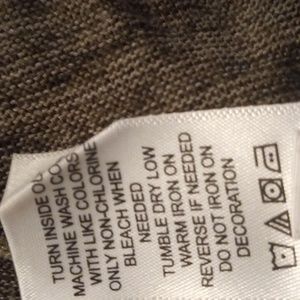 TURN INSIDE
MACHINE WASH
WITH LIKE COLORS
ONLY NON-CHLORINE
BLEACH WHEN
NEEDED
TUMBLE DRY LOW
WARM IRON ON
REVERSE IF NEEDED
DO NOT IRON ON
DECORATION